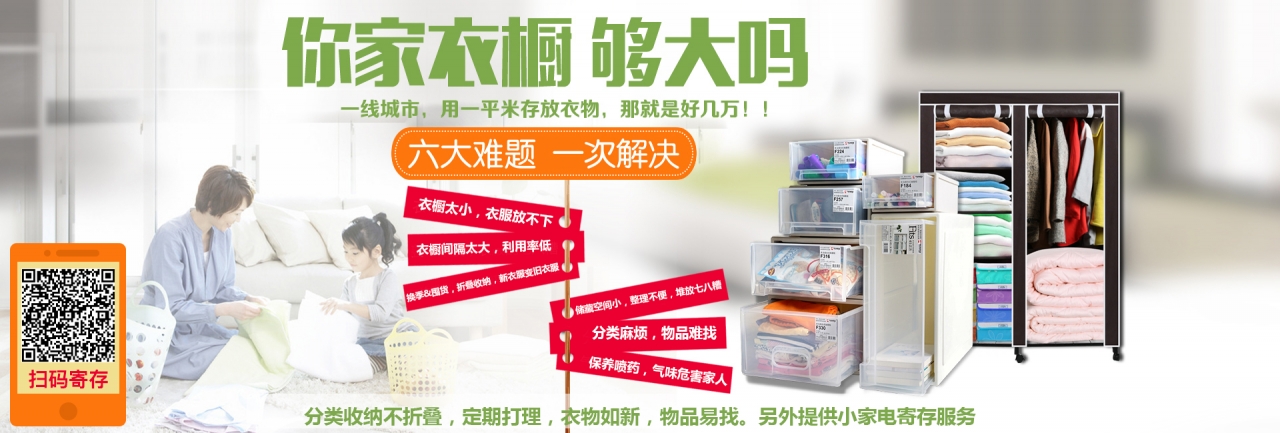 你家衣橱 够大吗
一线城市，用一平米存放衣物，那就是好几万！！
六大难题 一次解决
衣橱太小，衣服放不下
衣橱间隔太大，利用率低
换季&囤货，折叠收纳，新衣服变旧衣服
储藏空间小，整理不便，堆放七八糟
分类麻烦，物品难找
保养喷药，气味危害家人
扫码寄存
F224
F257
F316
F330
F184
Fits
分类收纳不折叠，定期打理，衣物如新，物品易找。另外提供小家电寄存服务